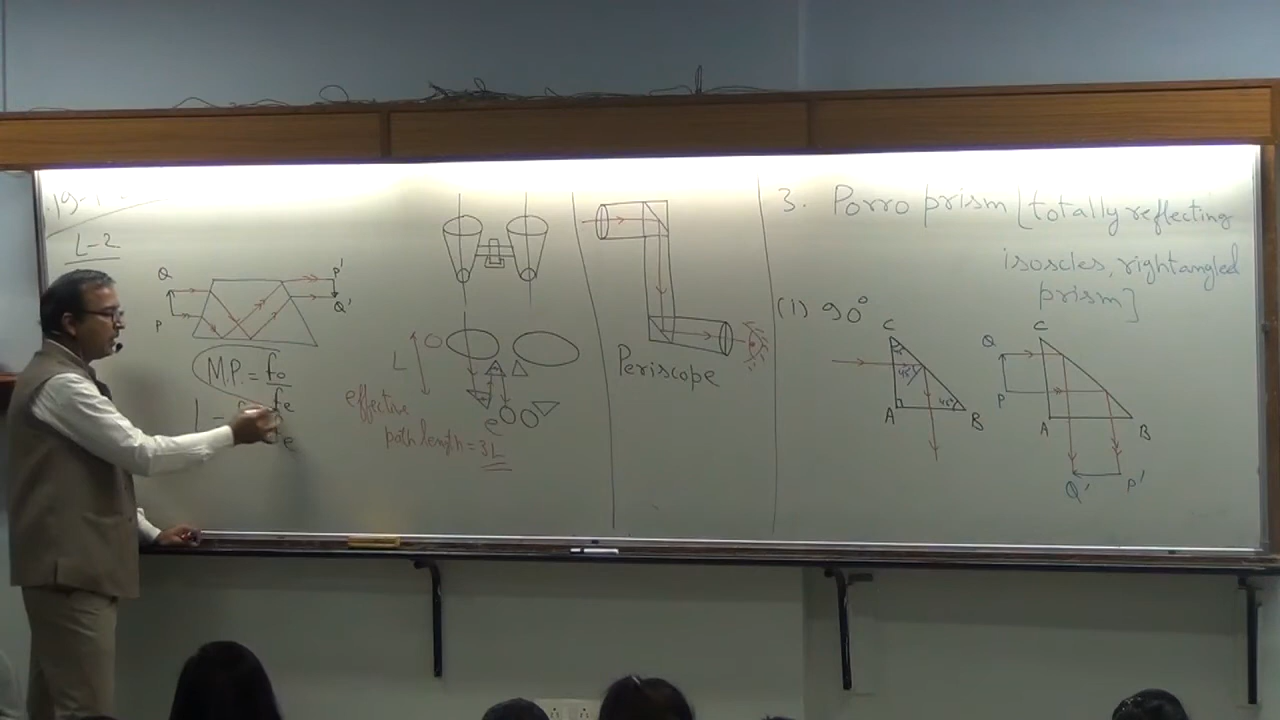 L-2
Q
P
P'
Q'
M.P. = fo
fe
L
O
e
effective
path length = 3L
Periscope
3. Porro prism [totally reflecting
isoscles, rightangled
prism]
(i) 90°
C
45°
45°
A
B
Q
P
C
A
B
Q'
P'